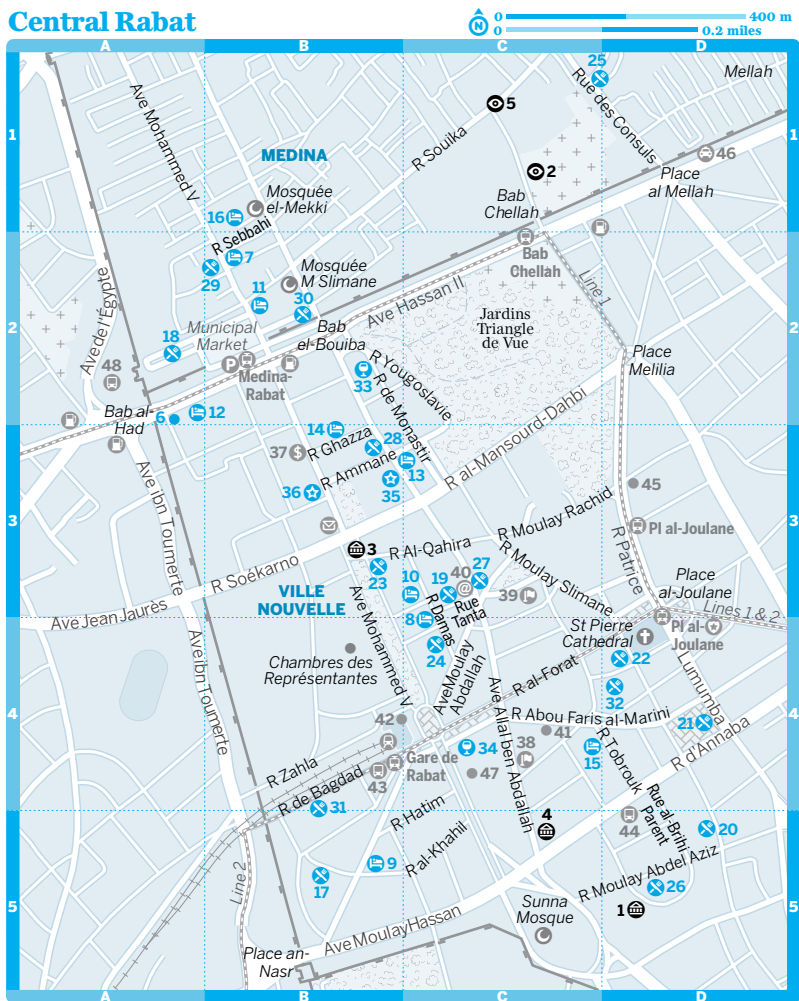 Central Rabat
N
0 400 m
0 0.2 miles
A B C D
1
Ave Mohammed V
MEDINA
R Souika
5
25
Rue des Consuls
Mellah
46
2
Place
al Mellah
Bab
Chellah
Mosquée
el-Mekki
16
R Sebbahi
7
29
Bab
Chellah
Line 1
2
Ave de l'Égypte
11
Mosquée
M Slimane
30
Ave Hassan II
Jardins
Triangle
de Vue
18
Municipal
Market
Bab
el-Bouiba
48
P
Medina-
Rabat
33
R Yougoslavie
R de Monastir
Place
Melilia
Bab al-
Had
6
12
14
R Ghazza
28
37
$
R Ammane
13
36
35
R al-Mansourd-Dahbi
3
45
Ave ibn Toumerte
R Soékarno
3
R Al-Qahira
R Moulay Rachid
Pl al-Joulane
R Patrice
23
VILLE
NOUVELLE
10
19
40
@
27
39
R Moulay Slimane
Place
al-Joulane
Lines 1 & 2
Ave Jean Jaurès
8
R Damas
Rue
Tanta
24
St Pierre
Cathedral
Pl al-
Joulane
22
Ave ibn Toumerte
Ave Mohammed V
Chambres des
Représentantes
Ave Moulay
Abdallah
R al-Forat
32
Lumumba
4
42
Ave Allal ben Abdallah
R Abou Faris al-Marini
41
21
R d'Annaba
34
38
15
R Tobrouk
R Zahla
Gare de
Rabat
43
47
R de Bagdad
31
R Hatim
4
44
Rue al-Brihi
Parent
20
Line 2
R al-Khahil
9
17
R Moulay Abdel Aziz
26
5
1
Ave Moulay Hassan
Sunna
Mosque
Place an-
Nasr
A B C D
1
2
3
4
5